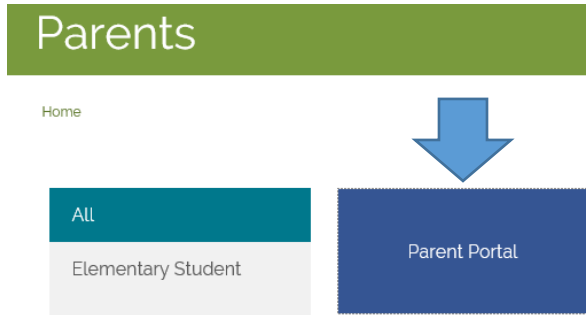 Parents
Home
All
Elementary Student
Parent Portal